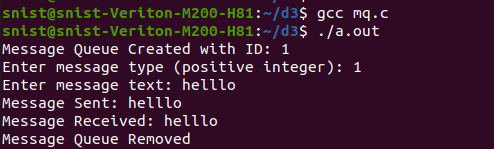 snist@snist-Veriton-M200-H81:~/d3$ gcc mq.c
snist@snist-Veriton-M200-H81:~/d3$ ./a.out
Message Queue Created with ID: 1
Enter message type (positive integer): 1
Enter message text: helllo
Message Sent: helllo
Message Received: helllo
Message Queue Removed